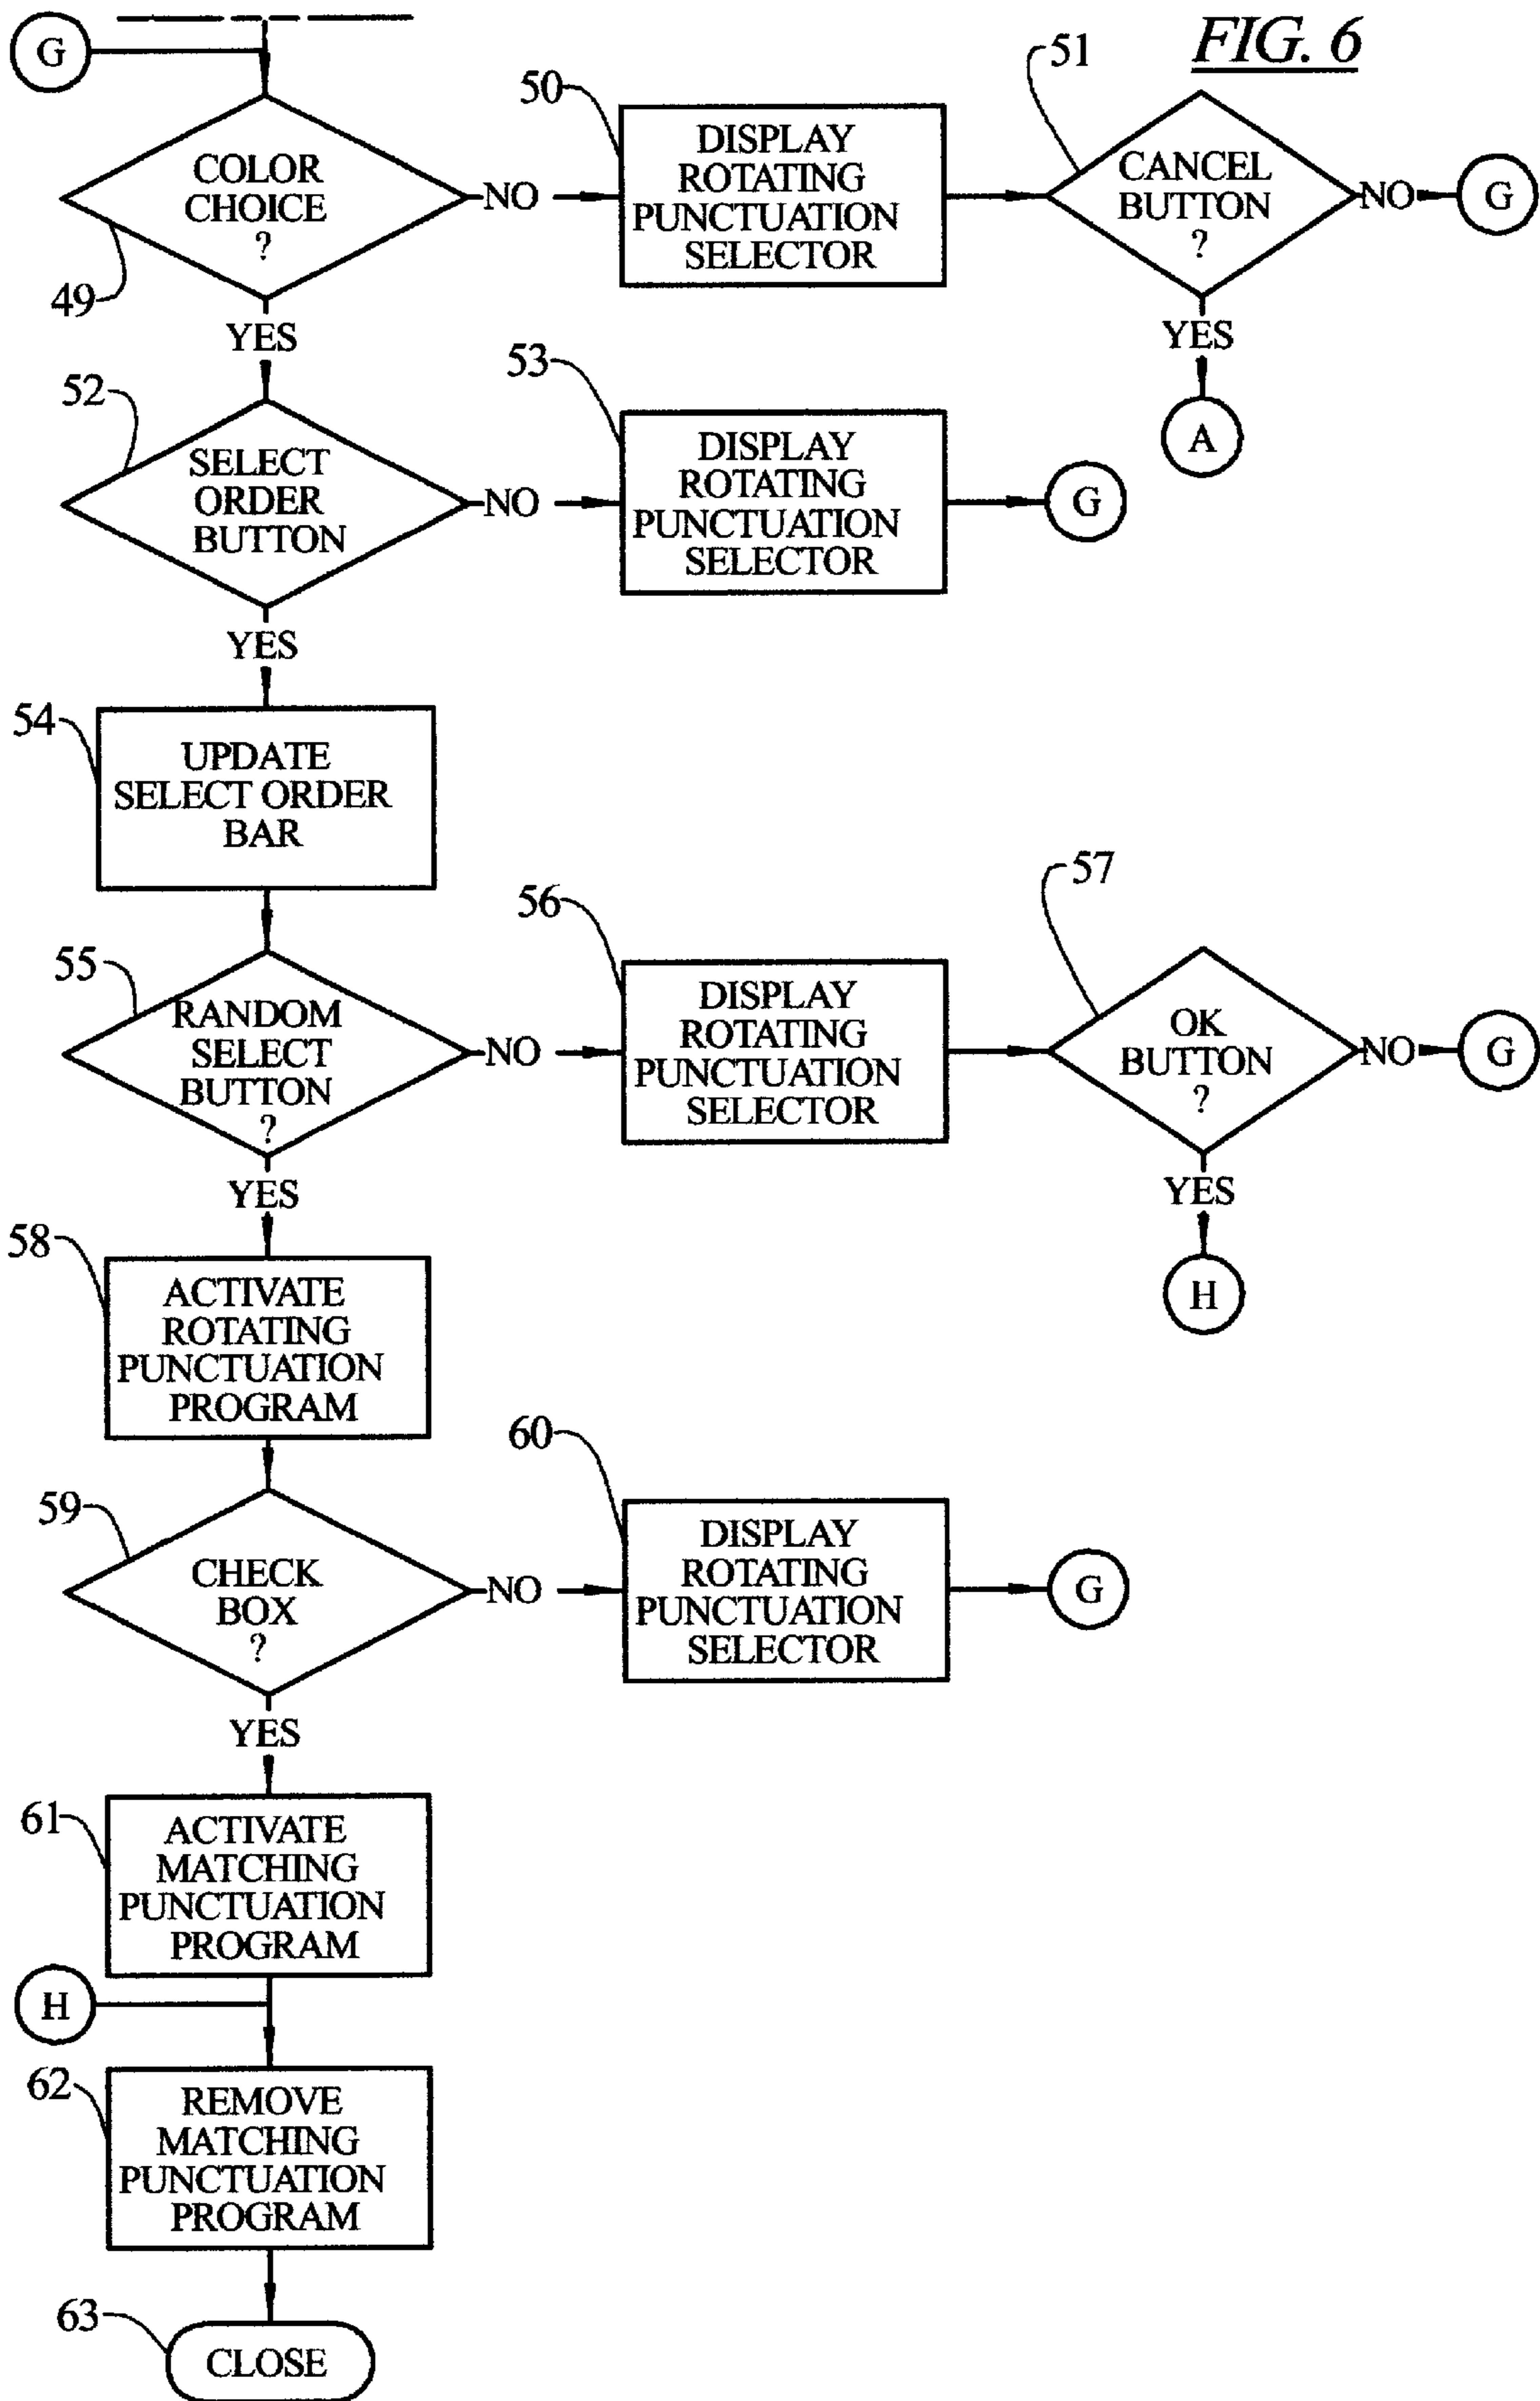 G
FIG. 6
COLOR
CHOICE
?
49
NO
50
DISPLAY
ROTATING
PUNCTUATION
SELECTOR
51
CANCEL
BUTTON
?
NO
G
YES
A
YES
52
SELECT
ORDER
BUTTON
NO
53
DISPLAY
ROTATING
PUNCTUATION
SELECTOR
G
YES
54
UPDATE
SELECT ORDER
BAR
55
RANDOM
SELECT
BUTTON
?
NO
56
DISPLAY
ROTATING
PUNCTUATION
SELECTOR
57
OK
BUTTON
?
NO
G
YES
H
YES
58
ACTIVATE
ROTATING
PUNCTUATION
PROGRAM
59
CHECK
BOX
?
NO
60
DISPLAY
ROTATING
PUNCTUATION
SELECTOR
G
YES
61
ACTIVATE
MATCHING
PUNCTUATION
PROGRAM
H
62
REMOVE
MATCHING
PUNCTUATION
PROGRAM
63
CLOSE